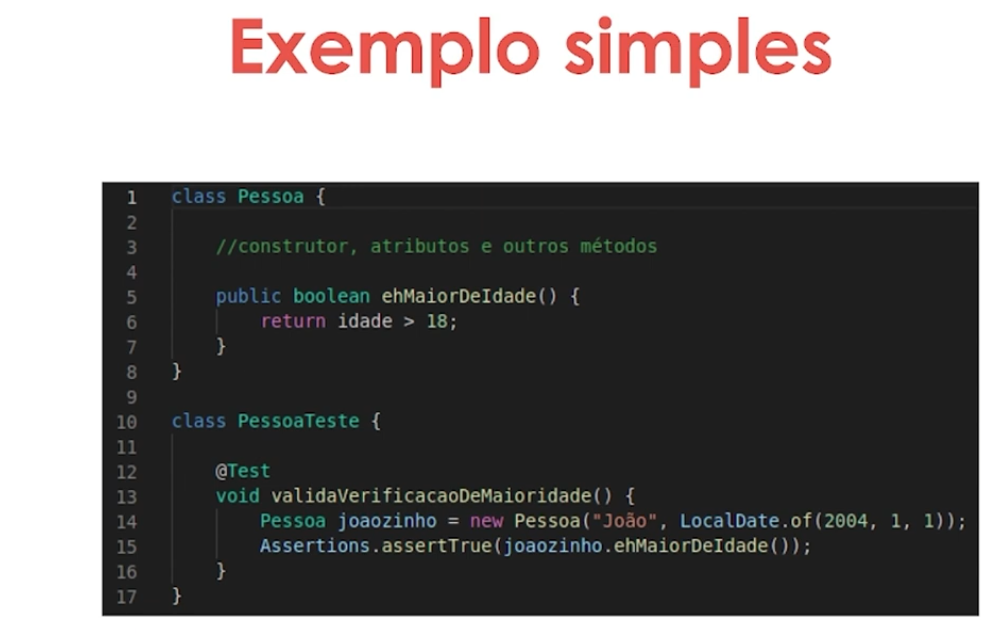 Exemplo simples
1 class Pessoa {
2
3 //construtor, atributos e outros métodos
4
5 public boolean ehMaiorDeIdade() {
6 return idade > 18;
7 }
8 }
9
10 class PessoaTeste {
11
12 @Test
13 void validaVerificacaoDeMaioridade() {
14 Pessoa joaozinho = new Pessoa("João", LocalDate.of(2004, 1, 1));
15 Assertions.assertTrue(joaozinho.ehMaiorDeIdade());
16 }
17 }